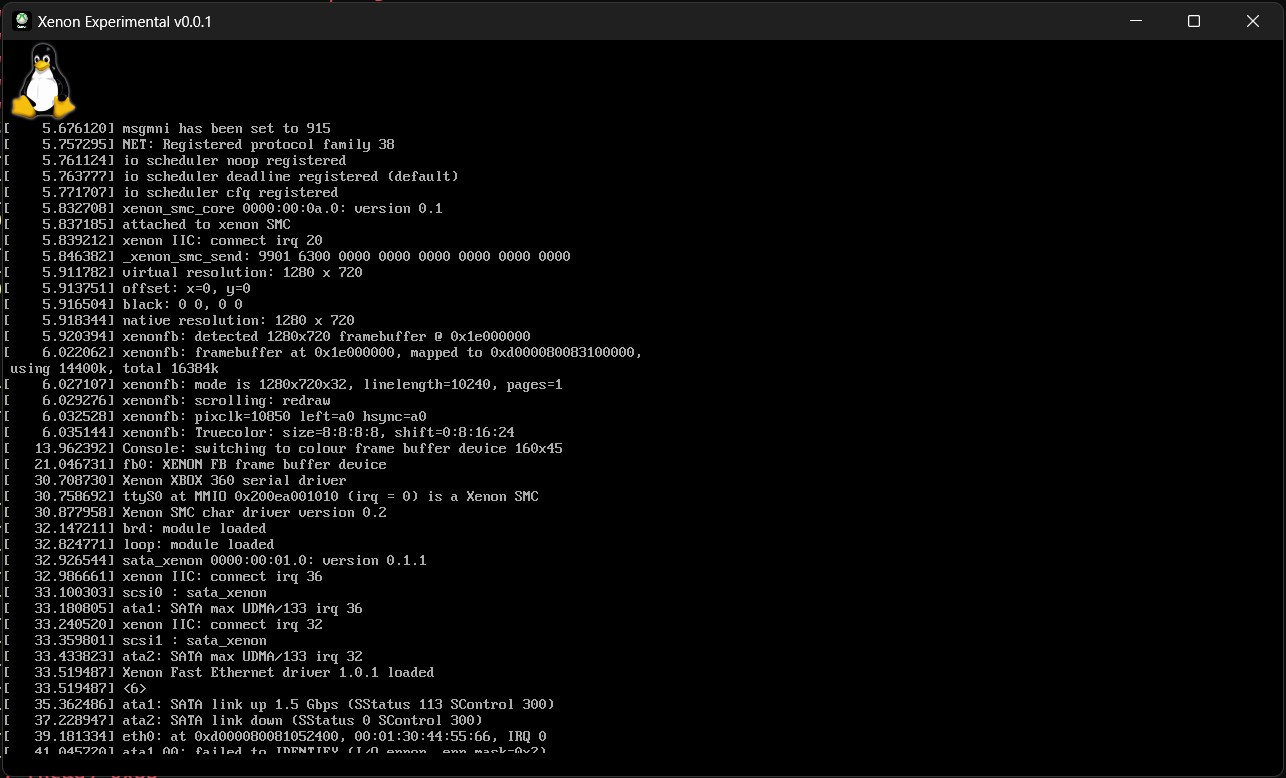 Xenon Experimental v0.0.1
[    5.676120] msgmni has been set to 915
[    5.757295] NET: Registered protocol family 38
[    5.761124] io scheduler noop registered
[    5.763777] io scheduler deadline registered (default)
[    5.771707] io scheduler cfq registered
[    5.832708] xenon_smc_core 0000:00:0a.0: version 0.1
[    5.837185] attached to xenon SMC
[    5.839212] xenon IIC: connect irq 20
[    5.846382] _xenon_smc_send: 9901 6300 0000 0000 0000 0000 0000 0000
[    5.911782] virtual resolution: 1280 x 720
[    5.913751] offset: x=0, y=0
[    5.916504] black: 0 0, 0 0
[    5.918344] native resolution: 1280 x 720
[    5.920394] xenonfb: detected 1280x720 framebuffer @ 0x1e000000
[    6.022062] xenonfb: framebuffer at 0x1e000000, mapped to 0xd000080083100000,
using 14400k, total 16384k
[    6.027107] xenonfb: mode is 1280x720x32, linelength=10240, pages=1
[    6.029276] xenonfb: scrolling: redraw
[    6.032528] xenonfb: pixclk=10850 left=a0 hsync=a0
[    6.035144] xenonfb: Truecolor: size=8:8:8:8, shift=0:8:16:24
[   13.962392] Console: switching to colour frame buffer device 160x45
[   21.046731] fb0: XENON FB frame buffer device
[   30.708730] Xenon XBOX 360 serial driver
[   30.758692] ttyS0 at MMIO 0x200ea001010 (irq = 0) is a Xenon SMC
[   30.877958] Xenon SMC char driver version 0.2
[   32.147211] brd: module loaded
[   32.824771] loop: module loaded
[   32.926544] sata_xenon 0000:00:01.0: version 0.1.1
[   32.986661] xenon IIC: connect irq 36
[   33.100303] scsi0 : sata_xenon
[   33.180805] ata1: SATA max UDMA/133 irq 36
[   33.240520] xenon IIC: connect irq 32
[   33.359801] scsi1 : sata_xenon
[   33.433823] ata2: SATA max UDMA/133 irq 32
[   33.519487] Xenon Fast Ethernet driver 1.0.1 loaded
[   33.519487] <6>
[   35.362486] ata1: SATA link up 1.5 Gbps (SStatus 113 SControl 300)
[   37.228947] ata2: SATA link down (SStatus 0 SControl 300)
[   39.181334] eth0: at 0xd000080081052400, 00:01:30:44:55:66, IRQ 0
[   41.045720] ata1.00: failed to IDENTIFY (I/O error, err_mask=0x2)